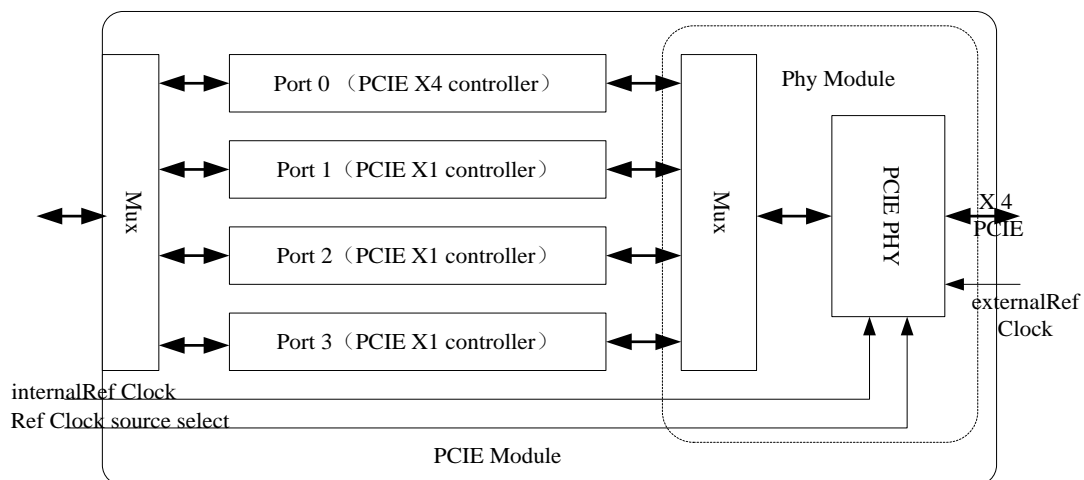 Port 0 （PCIE X4 controller）
Phy Module
Port 1（PCIE X1 controller）
Mux
Mux
PCIE PHY
X 4
PCIE
Port 2（PCIE X1 controller）
externalRef
Clock
Port 3（PCIE X1 controller）
internalRef Clock
Ref Clock source select
PCIE Module